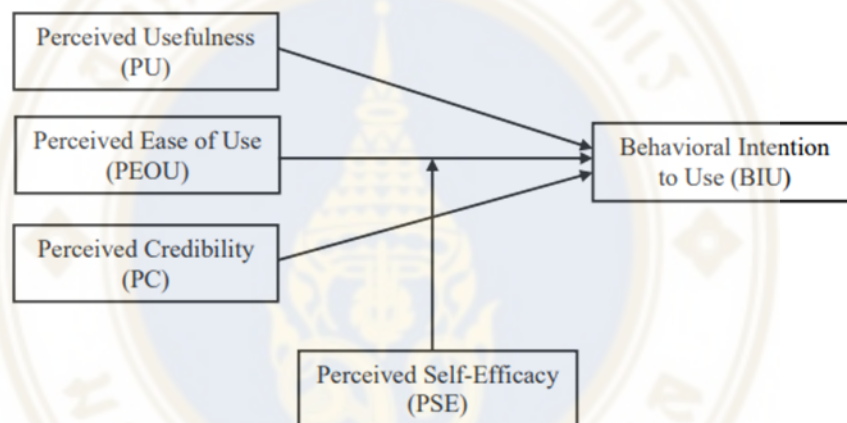 Perceived Usefulness
(PU)
Perceived Ease of Use
(PEOU)
Behavioral Intention
to Use (BIU)
Perceived Credibility
(PC)
Perceived Self-Efficacy
(PSE)